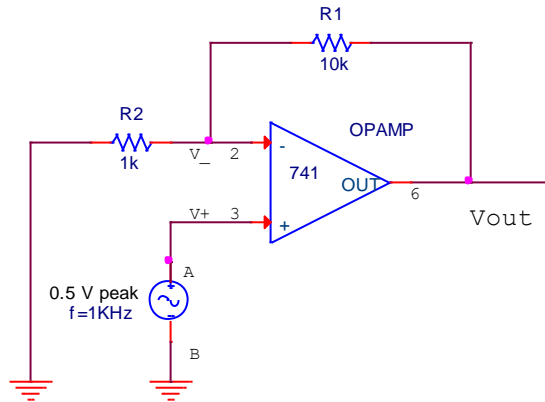 R1
10k
R2
1k
OPAMP
V_ 2
-
741
OUT
6
V+ 3
+
Vout
A
+
0.5 V peak
f=1KHz
-
B